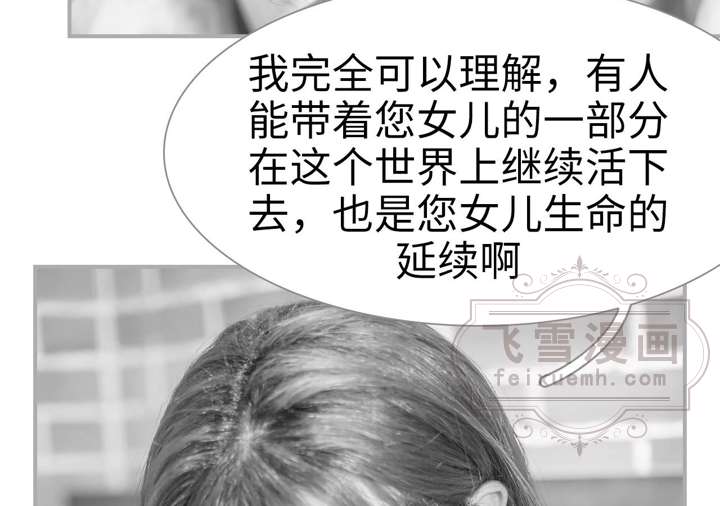 我完全可以理解，有人
能带着您女儿的一部分
在这个世界上继续活下
去，也是您女儿生命的
延续啊
飞雪漫画
feixuemh.com